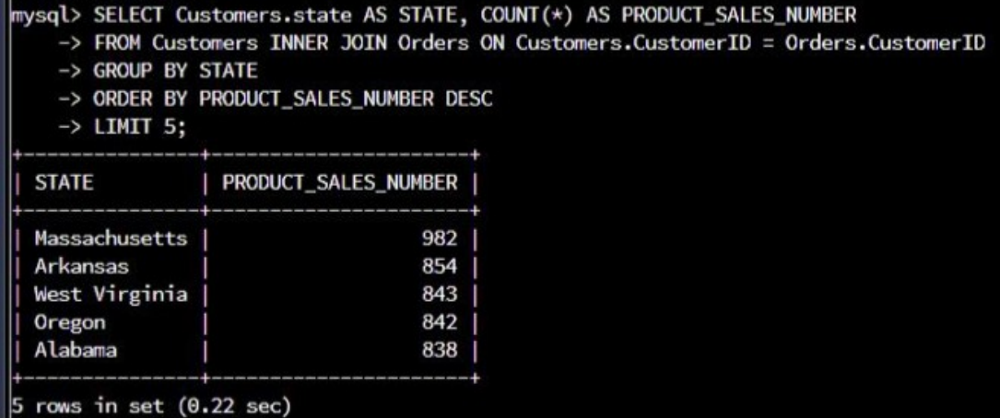 mysql> SELECT Customers.state AS STATE, COUNT(*) AS PRODUCT_SALES_NUMBER
    -> FROM Customers INNER JOIN Orders ON Customers.CustomerID = Orders.CustomerID
    -> GROUP BY STATE
    -> ORDER BY PRODUCT_SALES_NUMBER DESC
    -> LIMIT 5;
+---------------+----------------------+
| STATE         | PRODUCT_SALES_NUMBER |
+---------------+----------------------+
| Massachusetts |                  982 |
| Arkansas      |                  854 |
| West Virginia |                  843 |
| Oregon        |                  842 |
| Alabama       |                  838 |
+---------------+----------------------+
5 rows in set (0.22 sec)